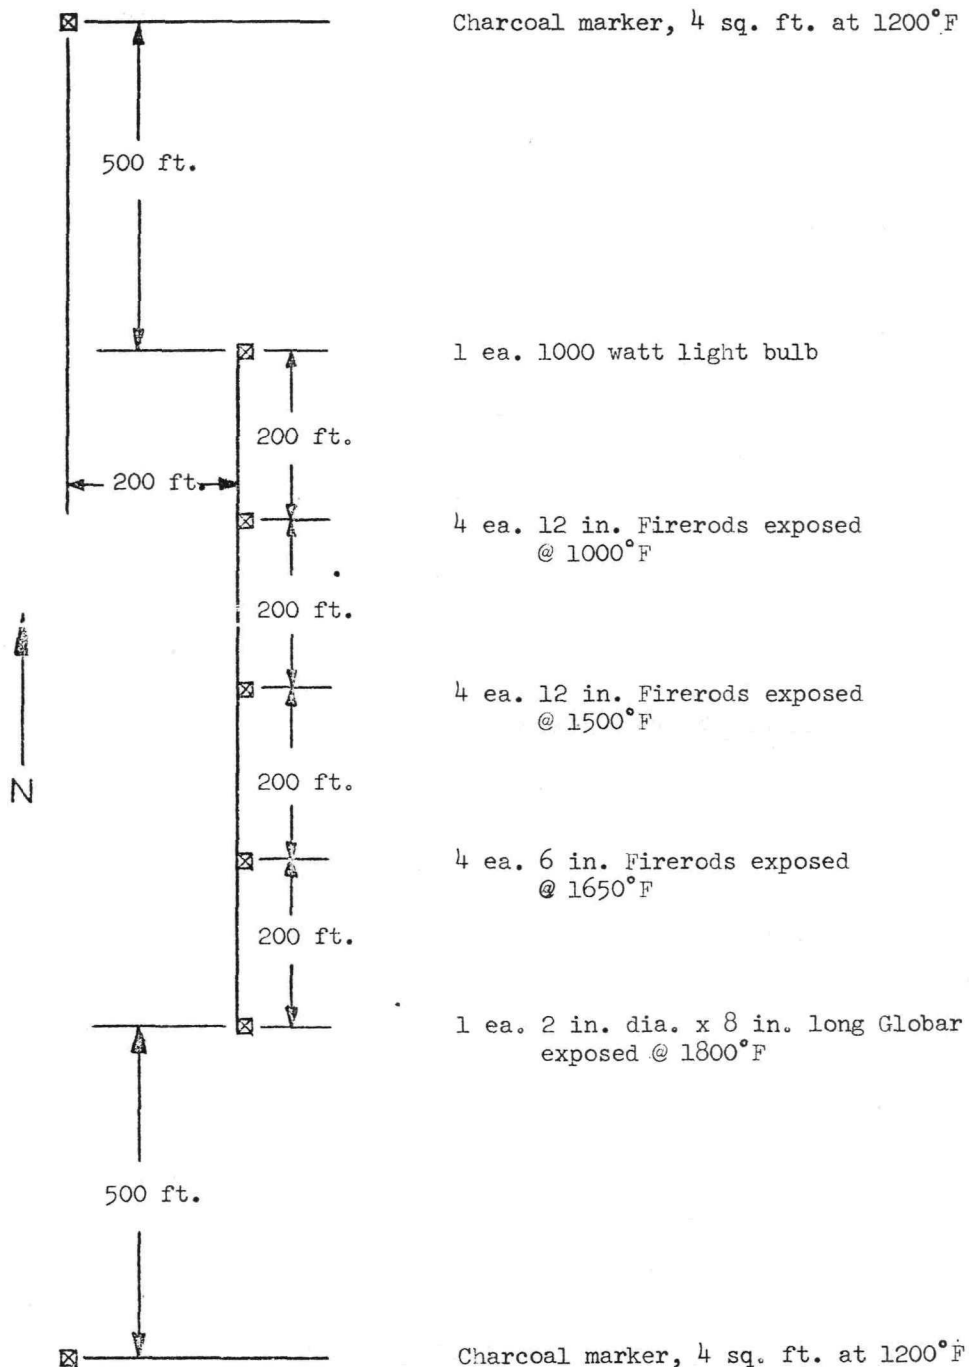 Charcoal marker, 4 sq. ft. at 1200°F
500 ft.
1 ea. 1000 watt light bulb
200 ft.
200 ft.
4 ea. 12 in. Firerods exposed
@ 1000°F
200 ft.
4 ea. 12 in. Firerods exposed
@ 1500°F
200 ft.
N
4 ea. 6 in. Firerods exposed
@ 1650°F
200 ft.
1 ea. 2 in. dia. x 8 in. long Globar
exposed @ 1800°F
500 ft.
Charcoal marker, 4 sq. ft. at 1200°F